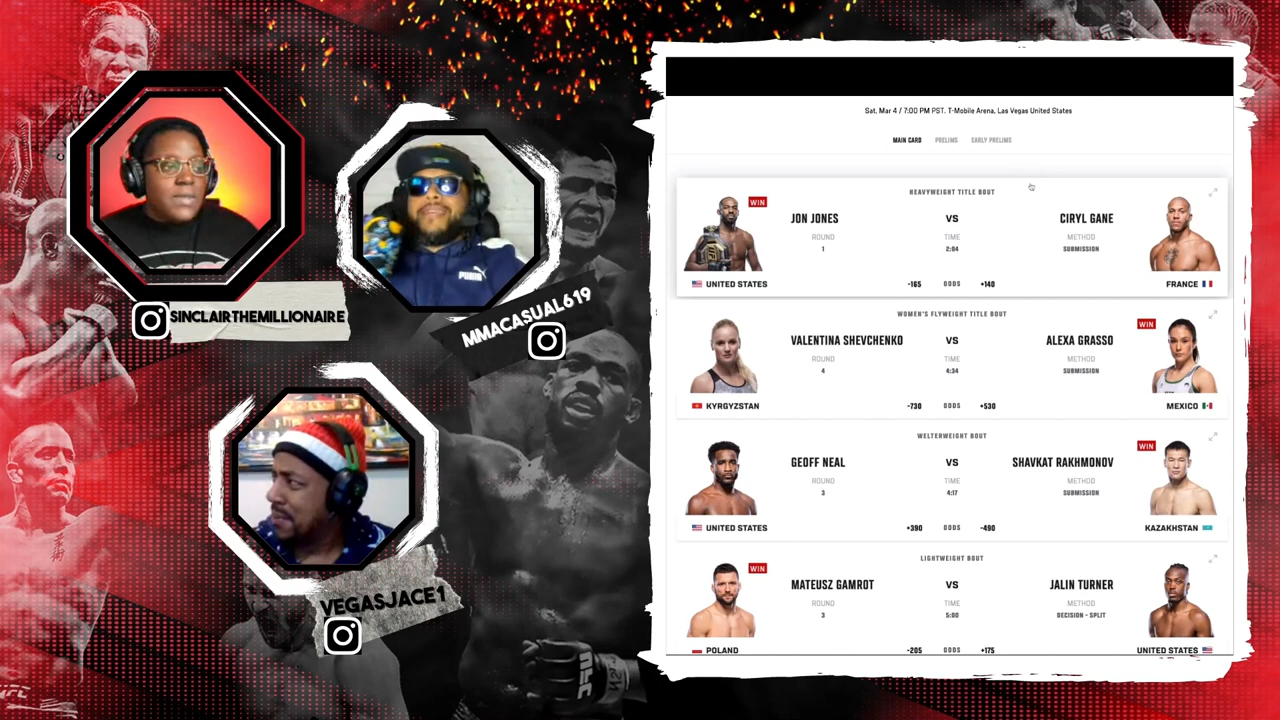 SINCLAIRTHEMILLIONAIRE
MMACASUAL619
VEGASJACE1
PUMA
UFC
Sat, Mar 4 / 7:00 PM PST. T-Mobile Arena, Las Vegas United States
MAIN CARD PRELIMS EARLY PRELIMS
HEAVYWEIGHT TITLE BOUT
WIN
JON JONES VS CIRYL GANE
ROUND TIME METHOD
1 2:04 SUBMISSION
UNITED STATES -165 ODDS +140 FRANCE
WOMEN'S FLYWEIGHT TITLE BOUT
WIN
VALENTINA SHEVCHENKO VS ALEXA GRASSO
ROUND TIME METHOD
4 4:34 SUBMISSION
KYRGYZSTAN -730 ODDS +530 MEXICO
WELTERWEIGHT BOUT
WIN
GEOFF NEAL VS SHAVKAT RAKHMONOV
ROUND TIME METHOD
3 4:17 SUBMISSION
UNITED STATES +390 ODDS -490 KAZAKHSTAN
LIGHTWEIGHT BOUT
WIN
MATEUSZ GAMROT VS JALIN TURNER
ROUND TIME METHOD
3 5:00 DECISION - SPLIT
POLAND -205 ODDS +175 UNITED STATES
UFC